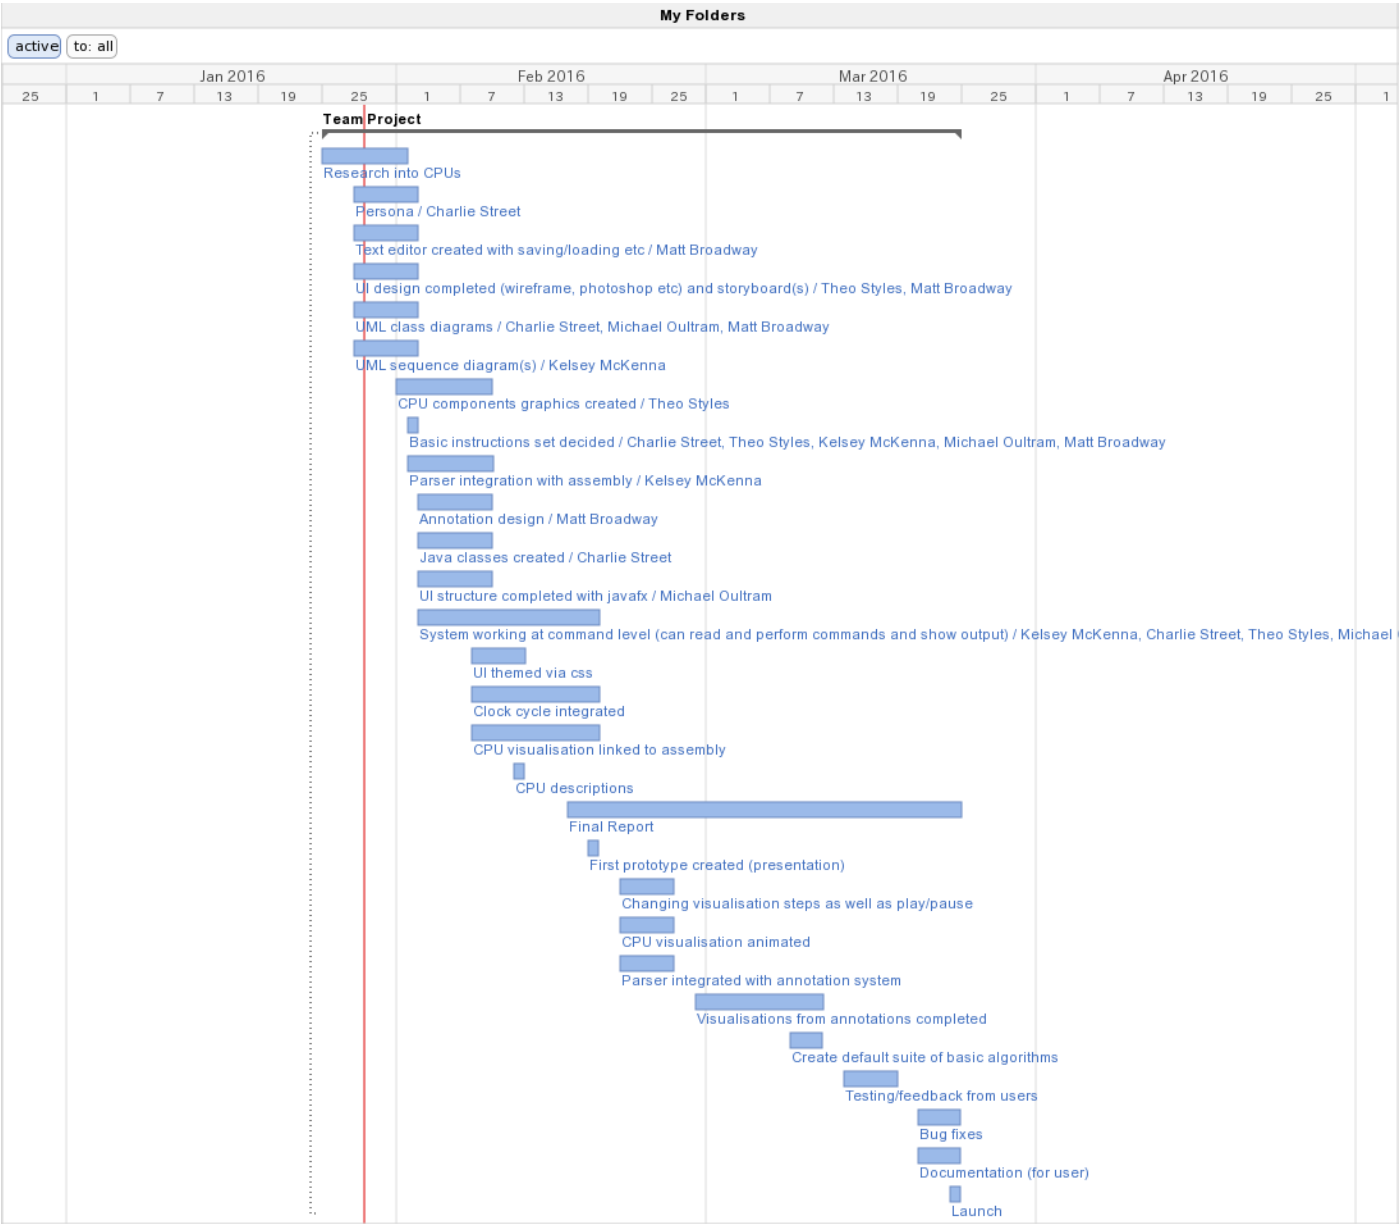 My Folders
active to: all
Jan 2016 Feb 2016 Mar 2016 Apr 2016
25 1 7 13 19 25 1 7 13 19 25 1 7 13 19 25 1 7 13 19 25 1
Team Project
Research into CPUs
Persona / Charlie Street
Text editor created with saving/loading etc / Matt Broadway
UI design completed (wireframe, photoshop etc) and storyboard(s) / Theo Styles, Matt Broadway
UML class diagrams / Charlie Street, Michael Oultram, Matt Broadway
UML sequence diagram(s) / Kelsey McKenna
CPU components graphics created / Theo Styles
Basic instructions set decided / Charlie Street, Theo Styles, Kelsey McKenna, Michael Oultram, Matt Broadway
Parser integration with assembly / Kelsey McKenna
Annotation design / Matt Broadway
Java classes created / Charlie Street
UI structure completed with javafx / Michael Oultram
System working at command level (can read and perform commands and show output) / Kelsey McKenna, Charlie Street, Theo Styles, Michael
UI themed via css
Clock cycle integrated
CPU visualisation linked to assembly
CPU descriptions
Final Report
First prototype created (presentation)
Changing visualisation steps as well as play/pause
CPU visualisation animated
Parser integrated with annotation system
Visualisations from annotations completed
Create default suite of basic algorithms
Testing/feedback from users
Bug fixes
Documentation (for user)
Launch